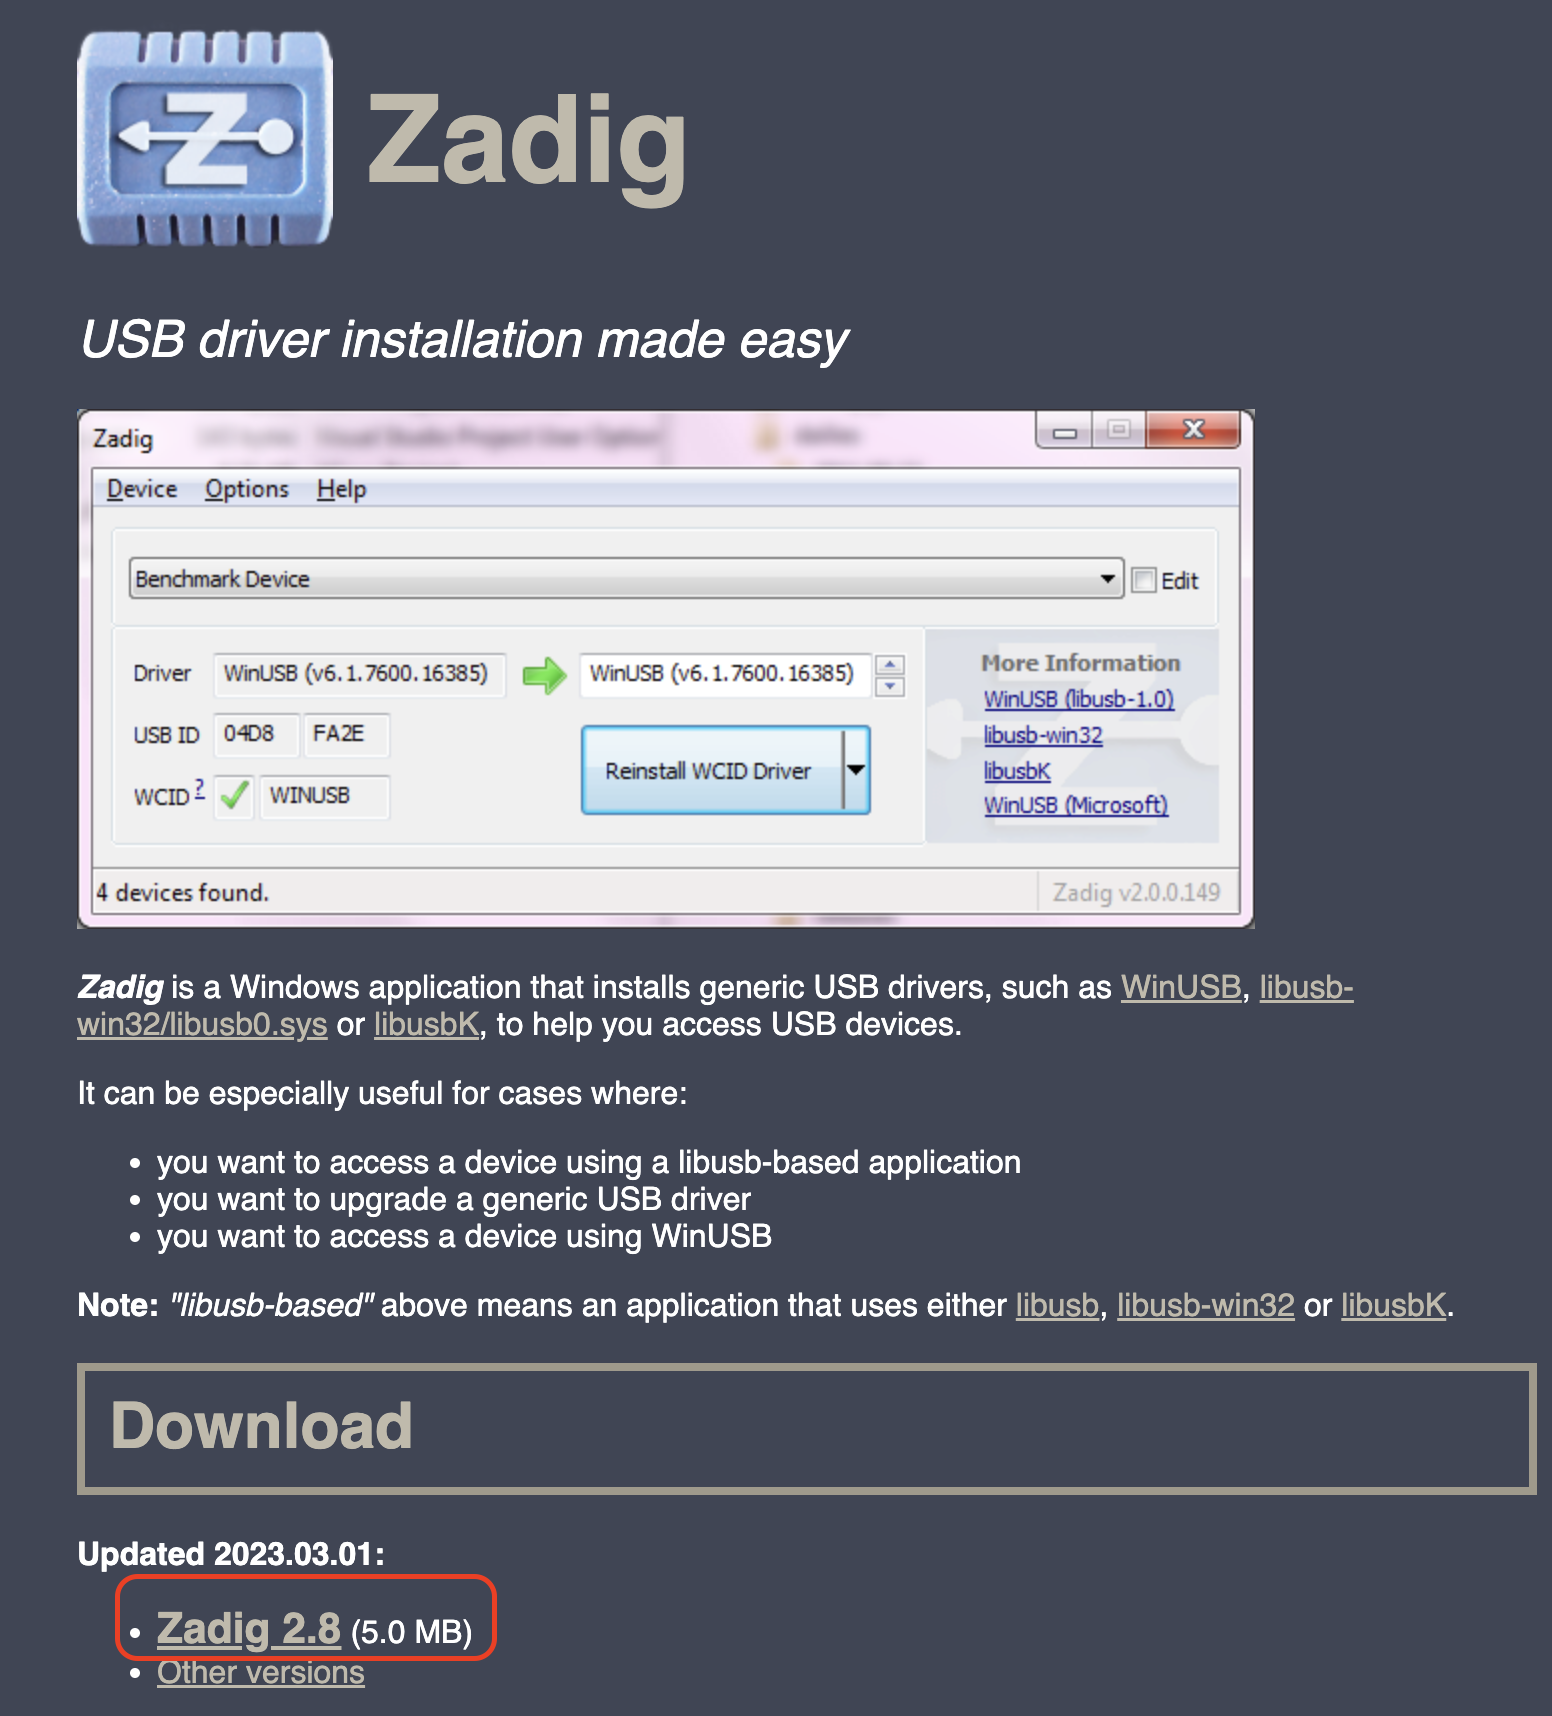 Z
Zadig
USB driver installation made easy
Zadig
Device Options Help
Benchmark Device Edit
Driver WinUSB (v6.1.7600.16385) WinUSB (v6.1.7600.16385)
USB ID 04D8 FA2E
WCID ? WINUSB
Reinstall WCID Driver
More Information
WinUSB (libusb-1.0)
libusb-win32
libusbK
WinUSB (Microsoft)
4 devices found. Zadig v2.0.0.149
Zadig is a Windows application that installs generic USB drivers, such as WinUSB, libusb-
win32/libusb0.sys or libusbK, to help you access USB devices.
It can be especially useful for cases where:
• you want to access a device using a libusb-based application
• you want to upgrade a generic USB driver
• you want to access a device using WinUSB
Note: "libusb-based" above means an application that uses either libusb, libusb-win32 or libusbK.
Download
Updated 2023.03.01:
• Zadig 2.8 (5.0 MB)
• Other versions